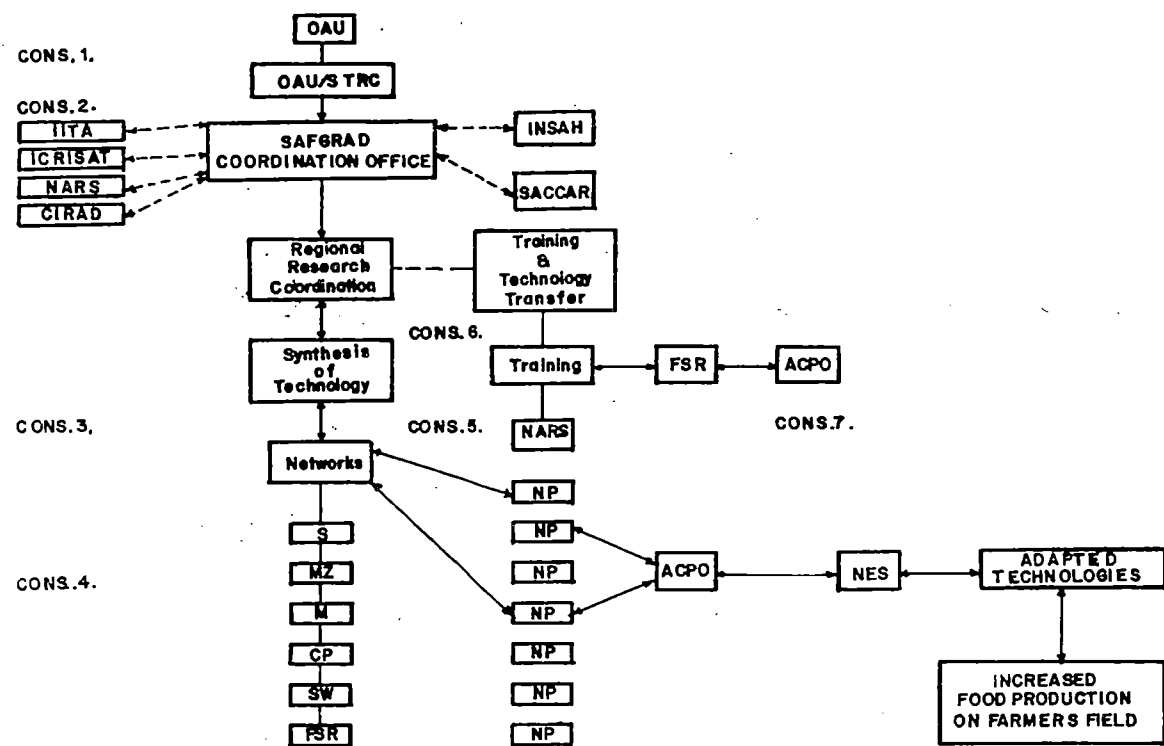 OAU
CONS.1.
OAU/STRC
CONS.2.
IITA
ICRISAT
NARS
CIRAD
SAFGRAD
COORDINATION OFFICE
INSAH
SACCAR
Regional
Research
Coordination
Training
&
Technology
Transfer
CONS.6.
Synthesis
of
Technology
Training
FSR
ACPO
CONS.3,
CONS.5.
NARS
CONS.7.
Networks
NP
S
NP
MZ
NP
CONS.4.
M
NP
CP
NP
SW
NP
FSR
NP
ACPO
NES
ADAPTED
TECHNOLOGIES
INCREASED
FOOD PRODUCTION
ON FARMERS FIELD